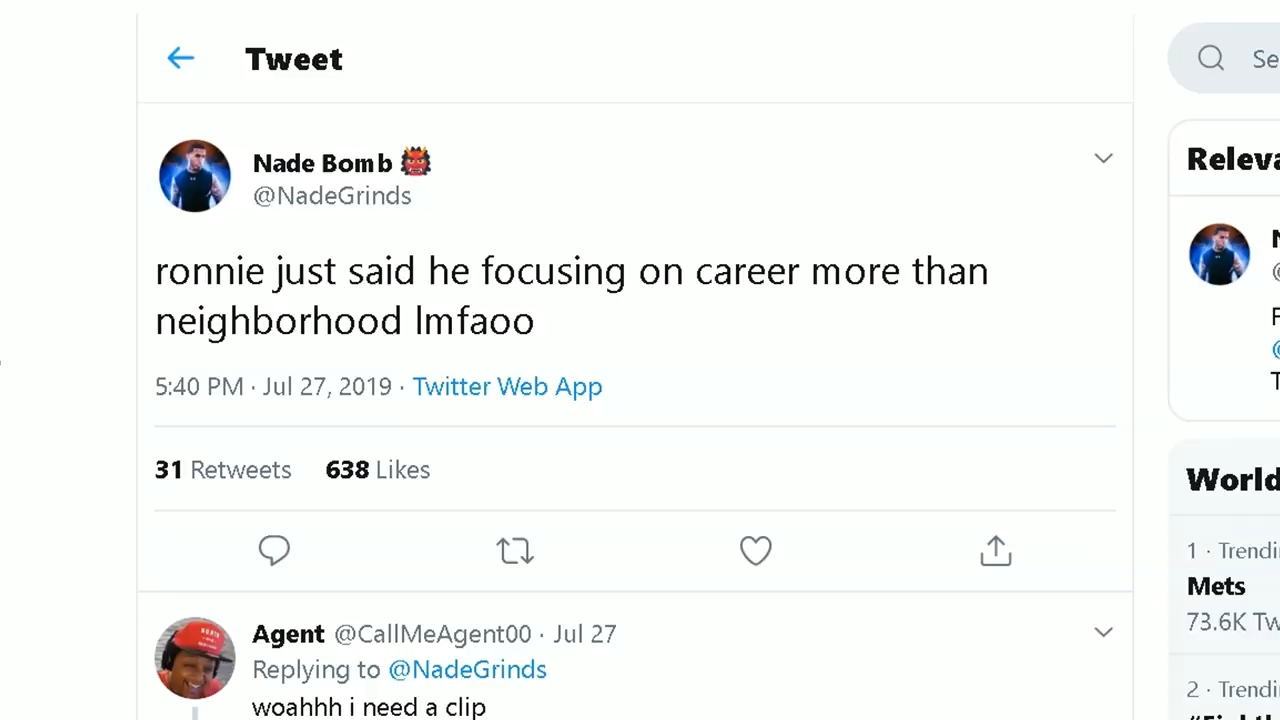 Tweet
Se
Nade Bomb 👹
@NadeGrinds
ronnie just said he focusing on career more than
neighborhood lmfaoo
5:40 PM · Jul 27, 2019 · Twitter Web App
31 Retweets 638 Likes
Agent @CallMeAgent00 · Jul 27
Replying to @NadeGrinds
woahhh i need a clip
Releva
World
1 · Trendin
Mets
73.6K Tw
2 · Trendin